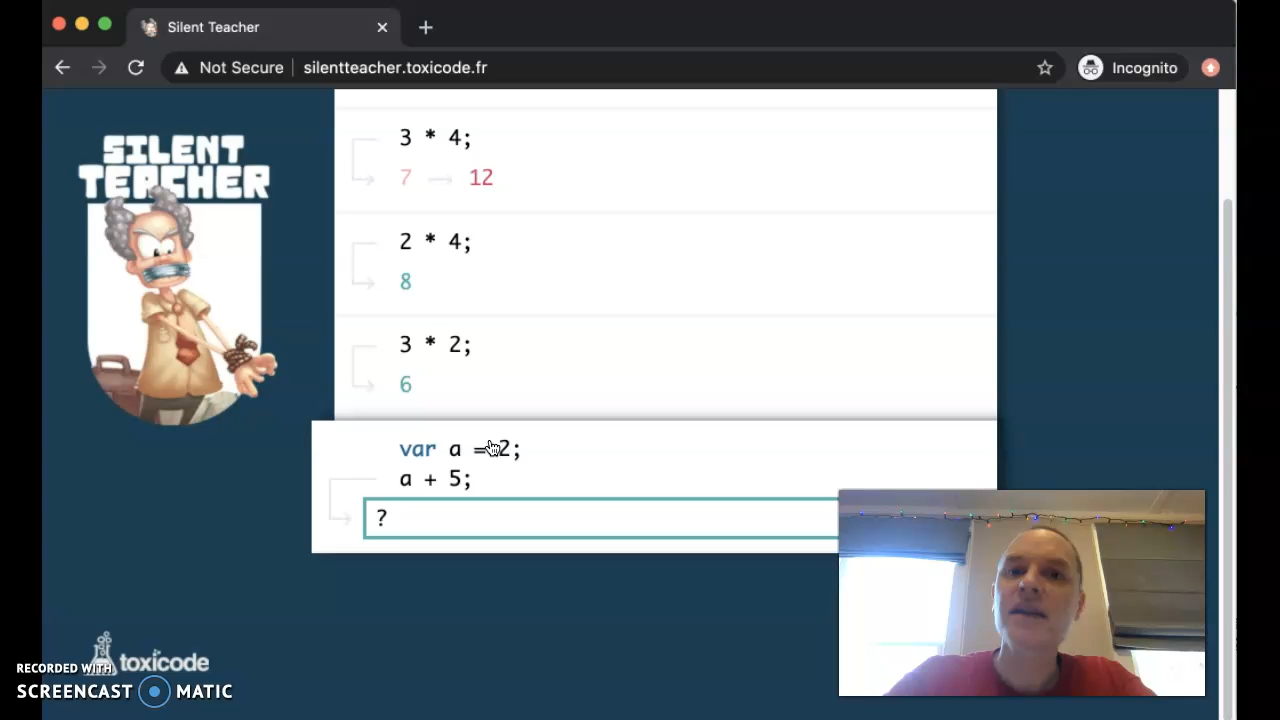 Silent Teacher
Not Secure
silentteacher.toxicode.fr
Incognito
SILENT
TEACHER
3 * 4;
7 → 12
2 * 4;
8
3 * 2;
6
var a = 2;
a + 5;
?
toxicode
RECORDED WITH
SCREENCAST MATIC